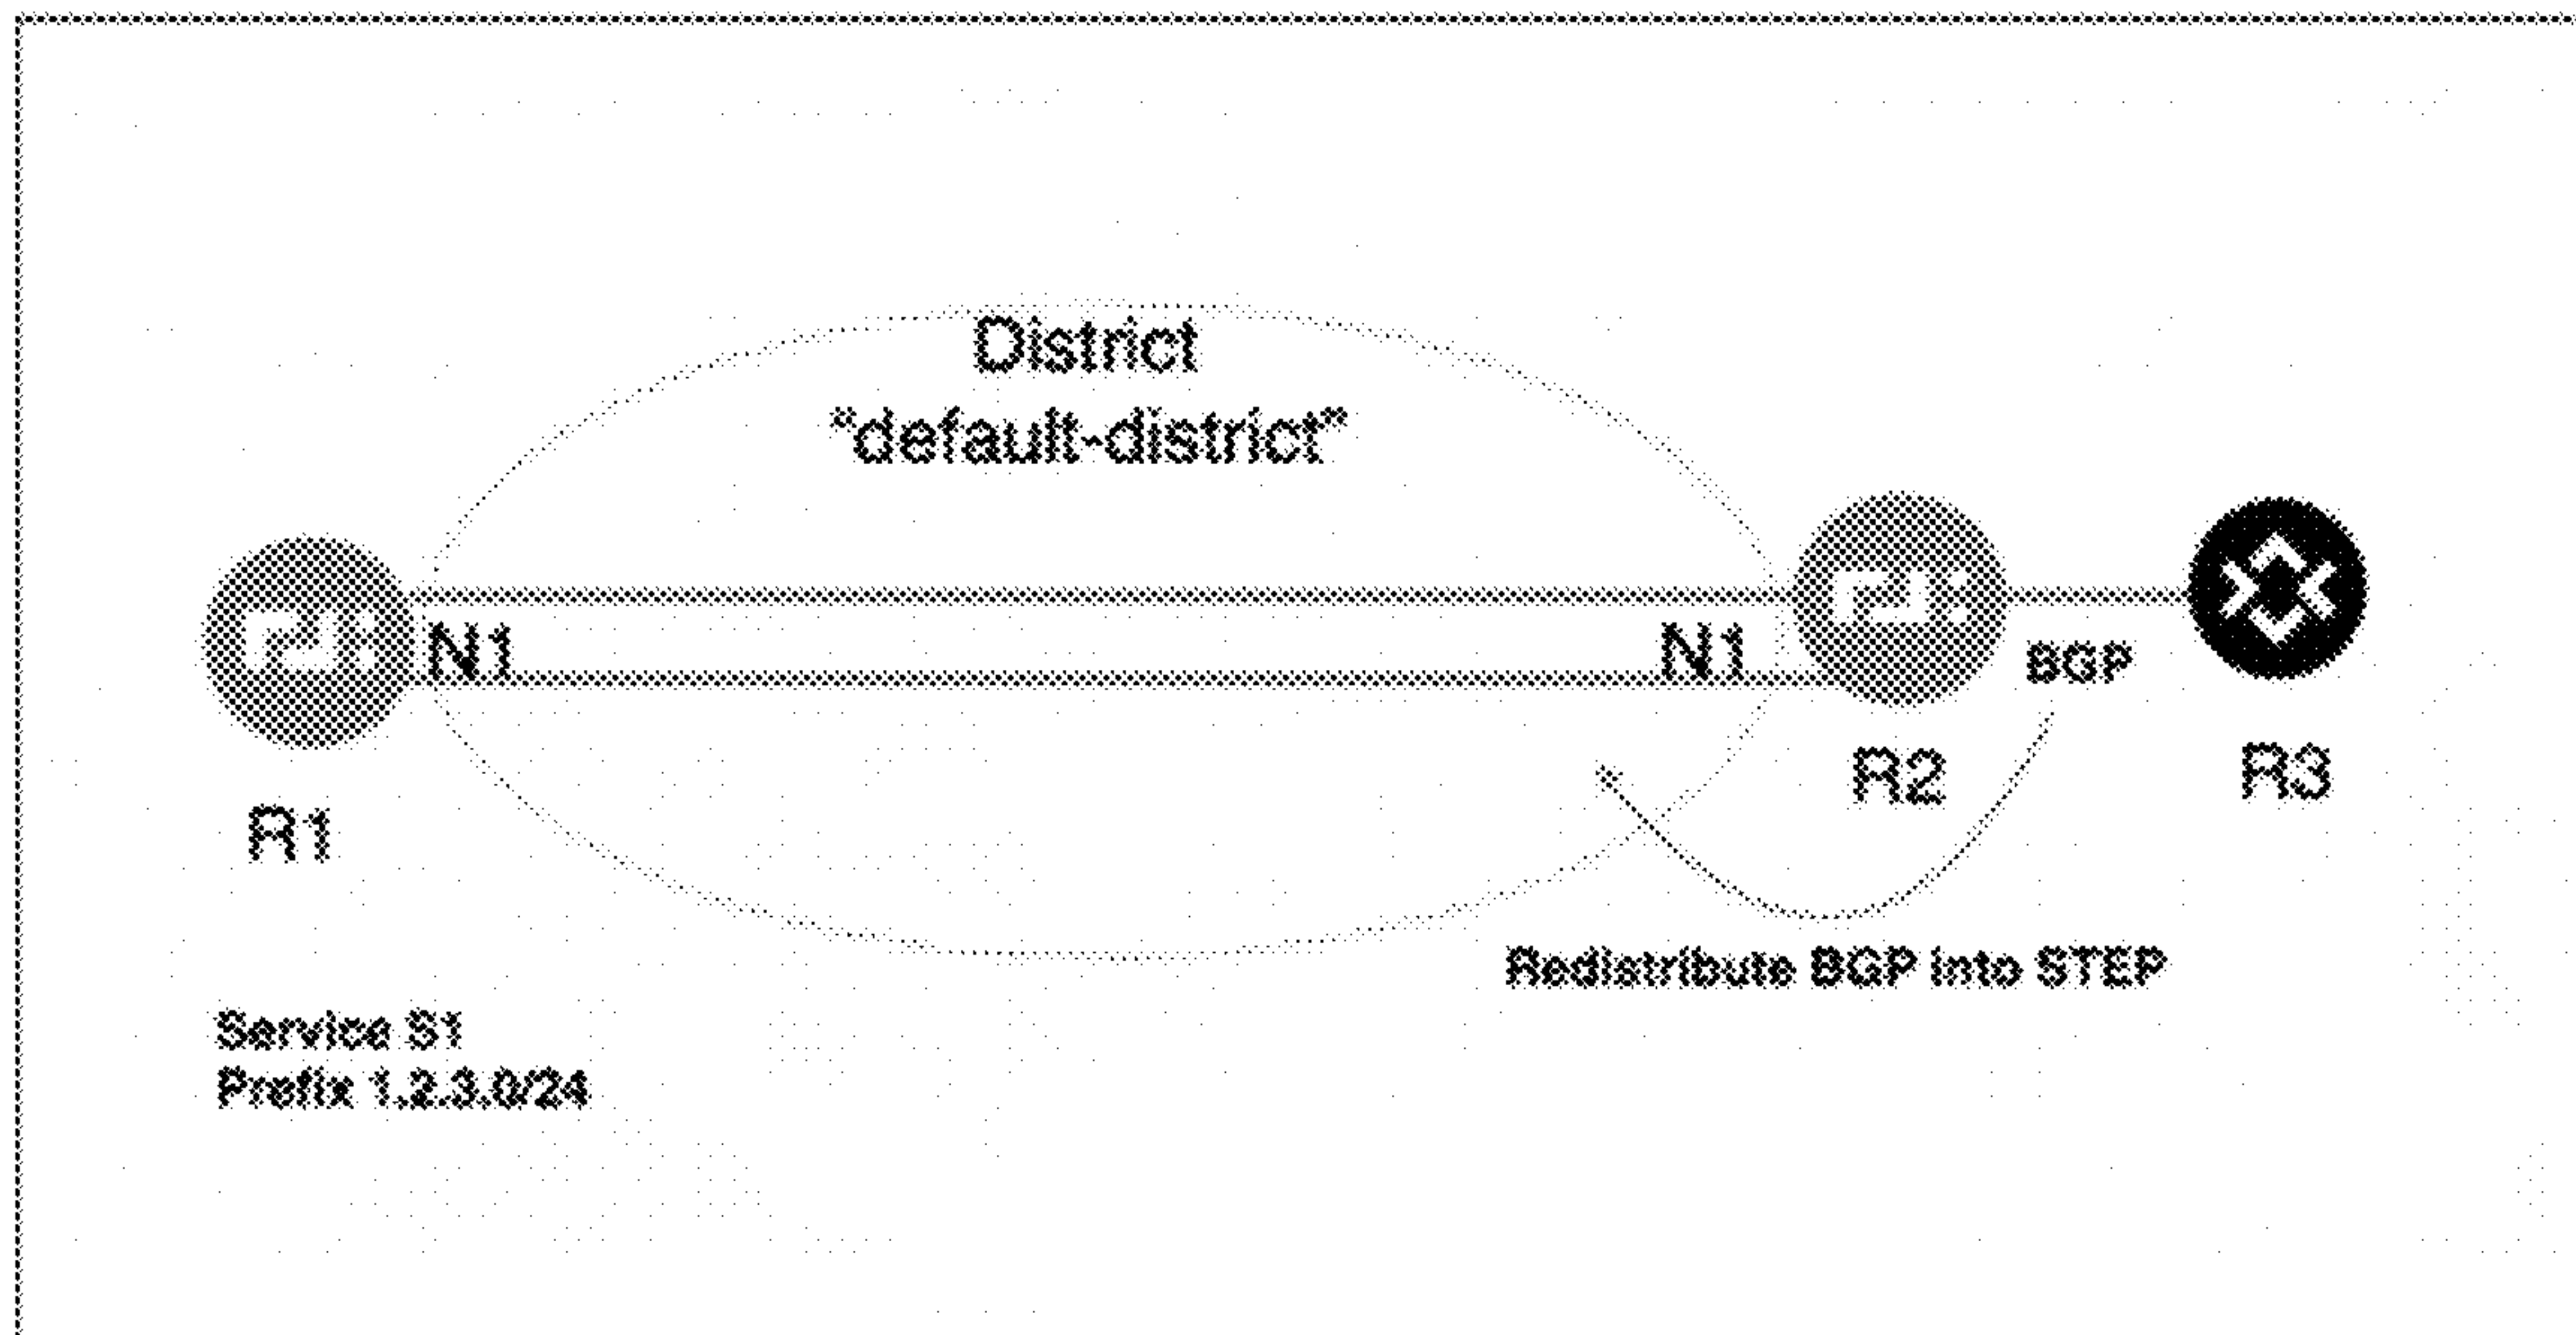 District
"default-district"
N1
N1
BGP
R2
R3
R1
Redistribute BGP into STEP
Service S1
Prefix 1.2.3.0/24